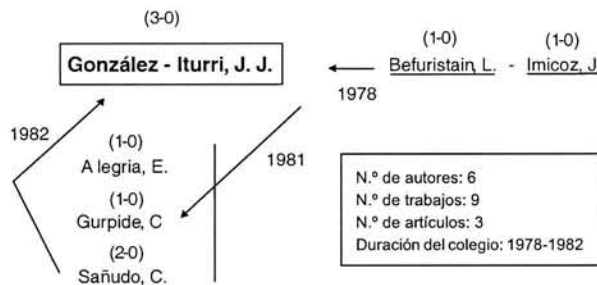 (3-0)
González - Iturri, J. J.
(1-0) (1-0)
Befuristain, L. - Imicoz, J
1978
1982
(1-0)
Alegria, E.
1981
(1-0)
Gurpide, C
(2-0)
Sañudo, C.
N.º de autores: 6
N.º de trabajos: 9
N.º de artículos: 3
Duración del colegio: 1978-1982